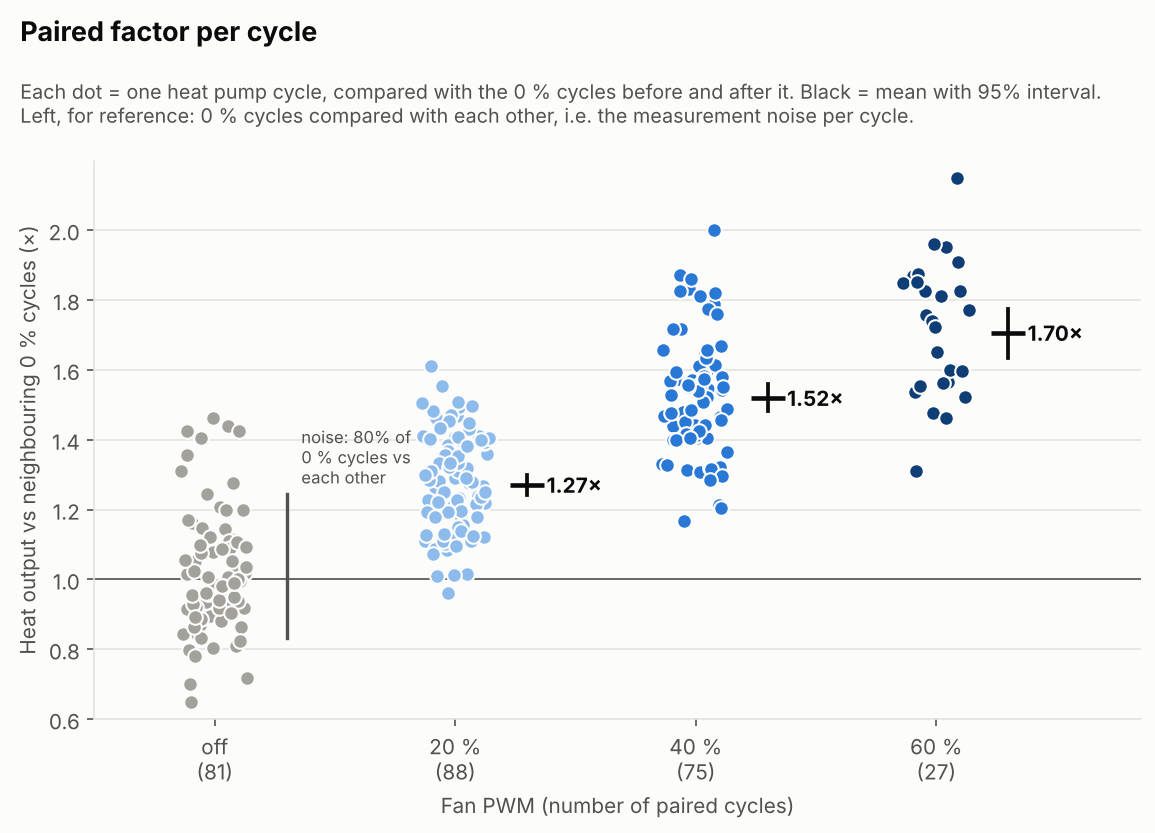 Paired factor per cycle
Each dot = one heat pump cycle, compared with the 0 % cycles before and after it. Black = mean with 95% interval.
Left, for reference: 0 % cycles compared with each other, i.e. the measurement noise per cycle.
Heat output vs neighbouring 0 % cycles (×)
2.0
1.8
1.6
1.4
1.2
1.0
0.8
0.6
noise: 80% of
0 % cycles vs
each other
1.27×
1.52×
1.70×
off
(81)
20 %
(88)
40 %
(75)
60 %
(27)
Fan PWM (number of paired cycles)